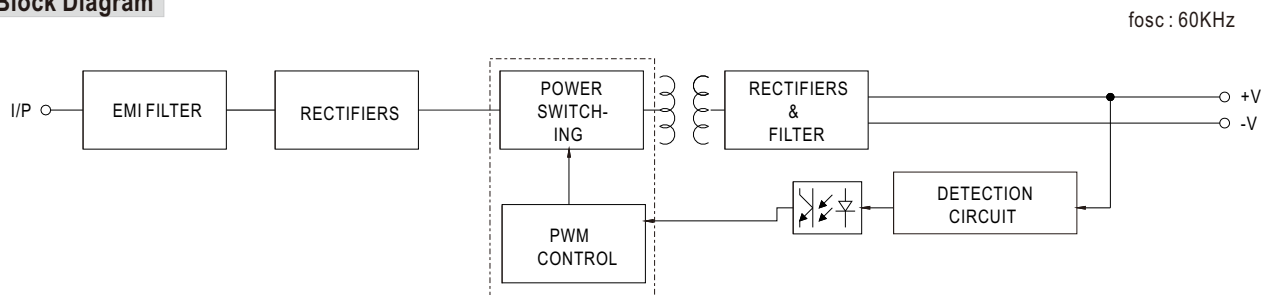 Block Diagram
fosc : 60KHz
I/P
EMI FILTER
RECTIFIERS
POWER
SWITCH-
ING
RECTIFIERS
&
FILTER
+V
-V
DETECTION
CIRCUIT
PWM
CONTROL